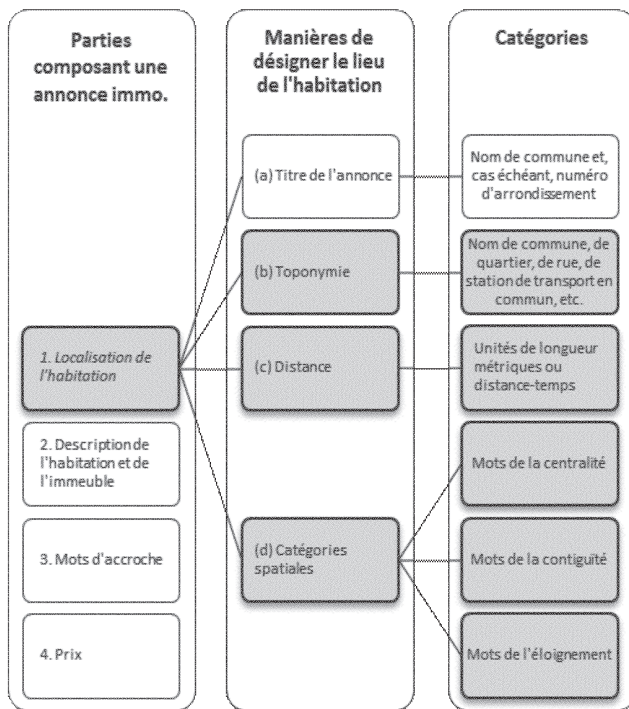 Parties
composant une
annonce immo.
1. Localisation de
l'habitation
2. Description de
l'habitation et de
l'immeuble
3. Mots d'accroche
4. Prix
Manières de
désigner le lieu
de l'habitation
(a) Titre de l'annonce
(b) Toponymie
(c) Distance
(d) Catégories
spatiales
Catégories
Nom de commune et,
cas échéant, numéro
d'arrondissement
Nom de commune, de
quartier, de rue, de
station de transport en
commun, etc.
Unités de longueur
métriques ou
distance-temps
Mots de la centralité
Mots de la contiguïté
Mots de l'éloignement